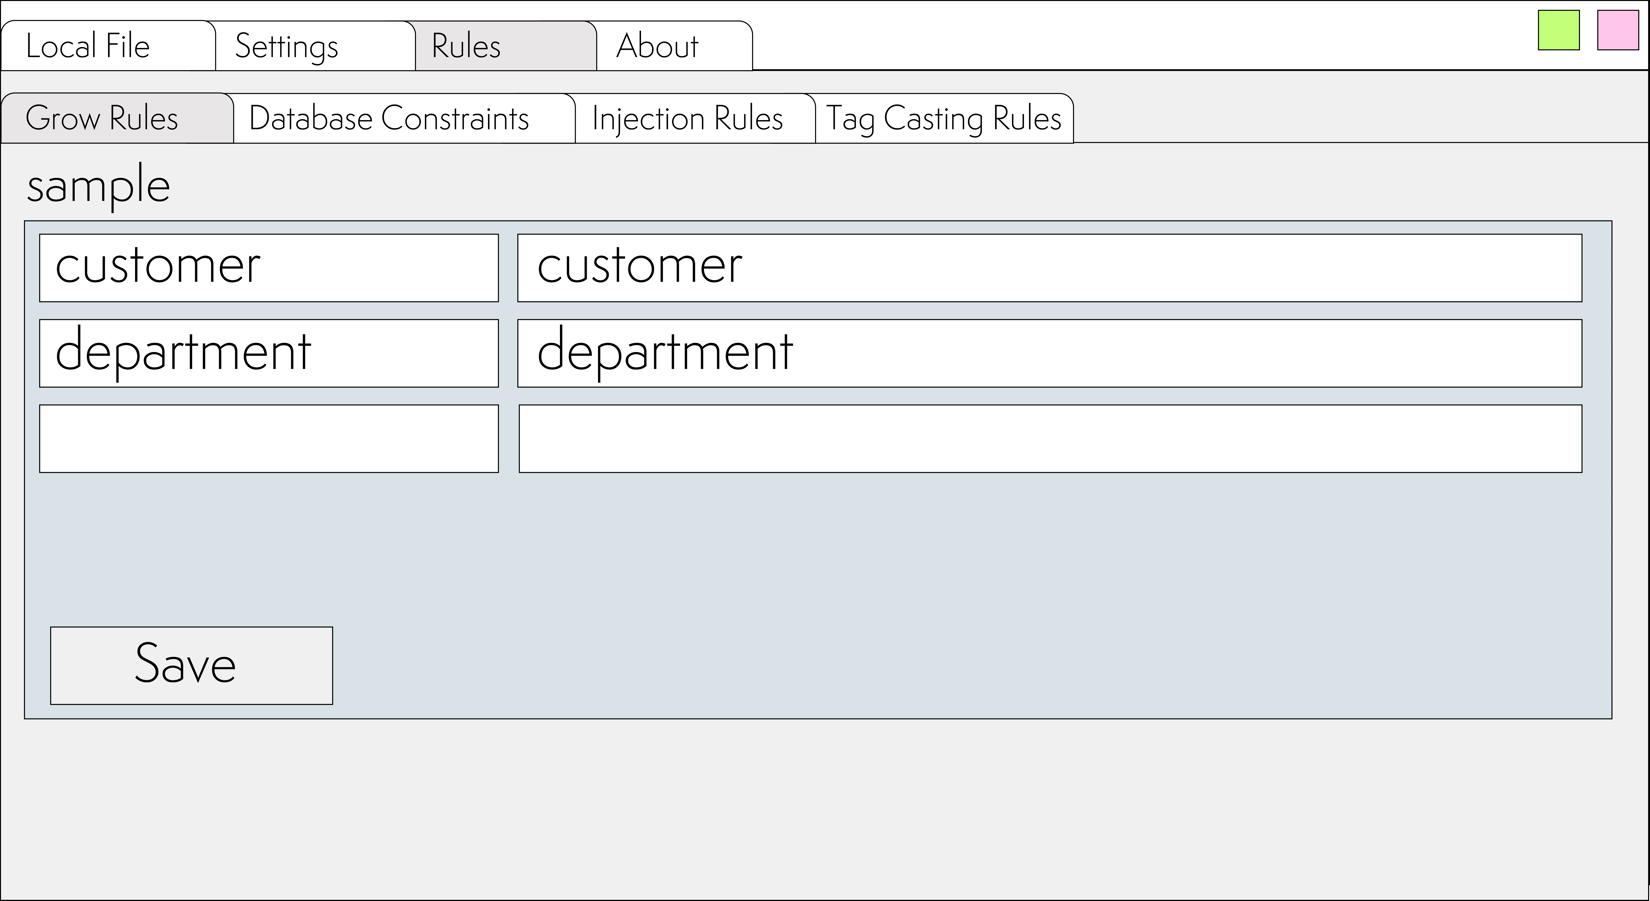 Local File Settings Rules About
Grow Rules Database Constraints Injection Rules Tag Casting Rules
sample
customer customer
department department
Save